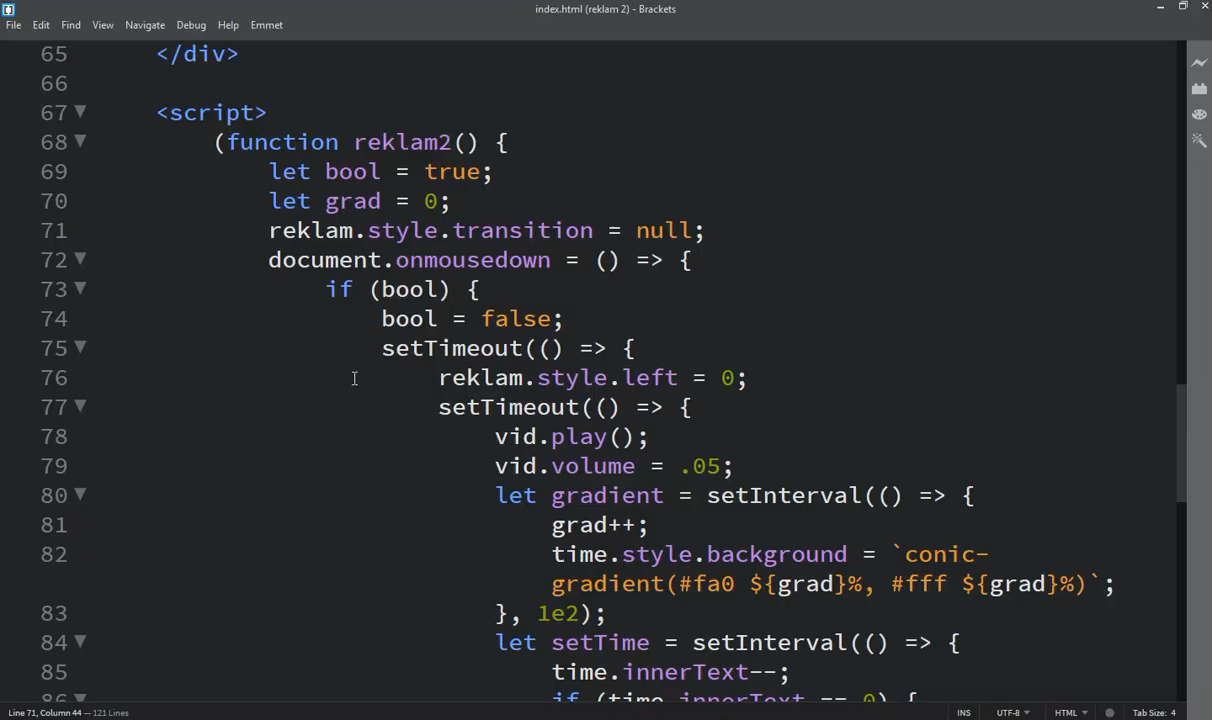 index.html (reklam 2) - Brackets
File Edit Find View Navigate Debug Help Emmet
65 </div>
66
67 <script>
68 (function reklam2() {
69 let bool = true;
70 let grad = 0;
71 reklam.style.transition = null;
72 document.onmousedown = () => {
73 if (bool) {
74 bool = false;
75 setTimeout(() => {
76 reklam.style.left = 0;
77 setTimeout(() => {
78 vid.play();
79 vid.volume = .05;
80 let gradient = setInterval(() => {
81 grad++;
82 time.style.background = `conic-
gradient(#fa0 ${grad}%, #fff ${grad}%)`;
83 }, 1e2);
84 let setTime = setInterval(() => {
85 time.innerText--;
86 if (time.innerText == 0) {
Line 71, Column 44 — 121 Lines INS UTF-8 HTML Tab Size: 4